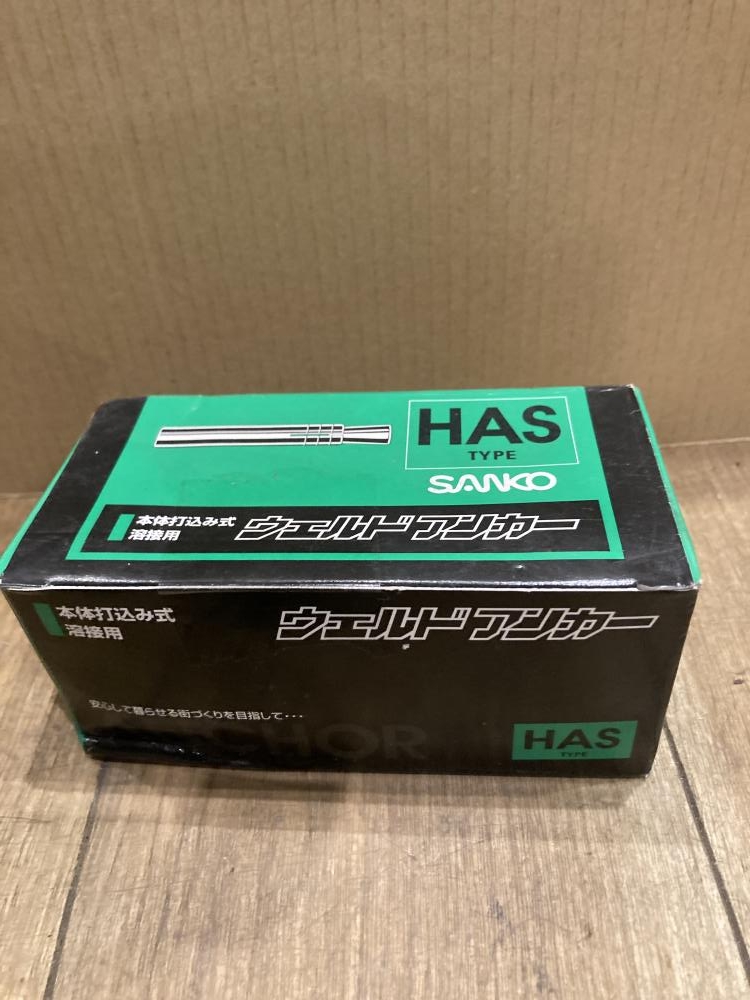 HAS
TYPE
SANKO
本体打込み式
溶接用
ウェルドアンカー
本体打込み式
溶接用
ウェルドアンカー
安心して暮らせる街づくりを目指して・・・
CHOR
HAS
TYPE